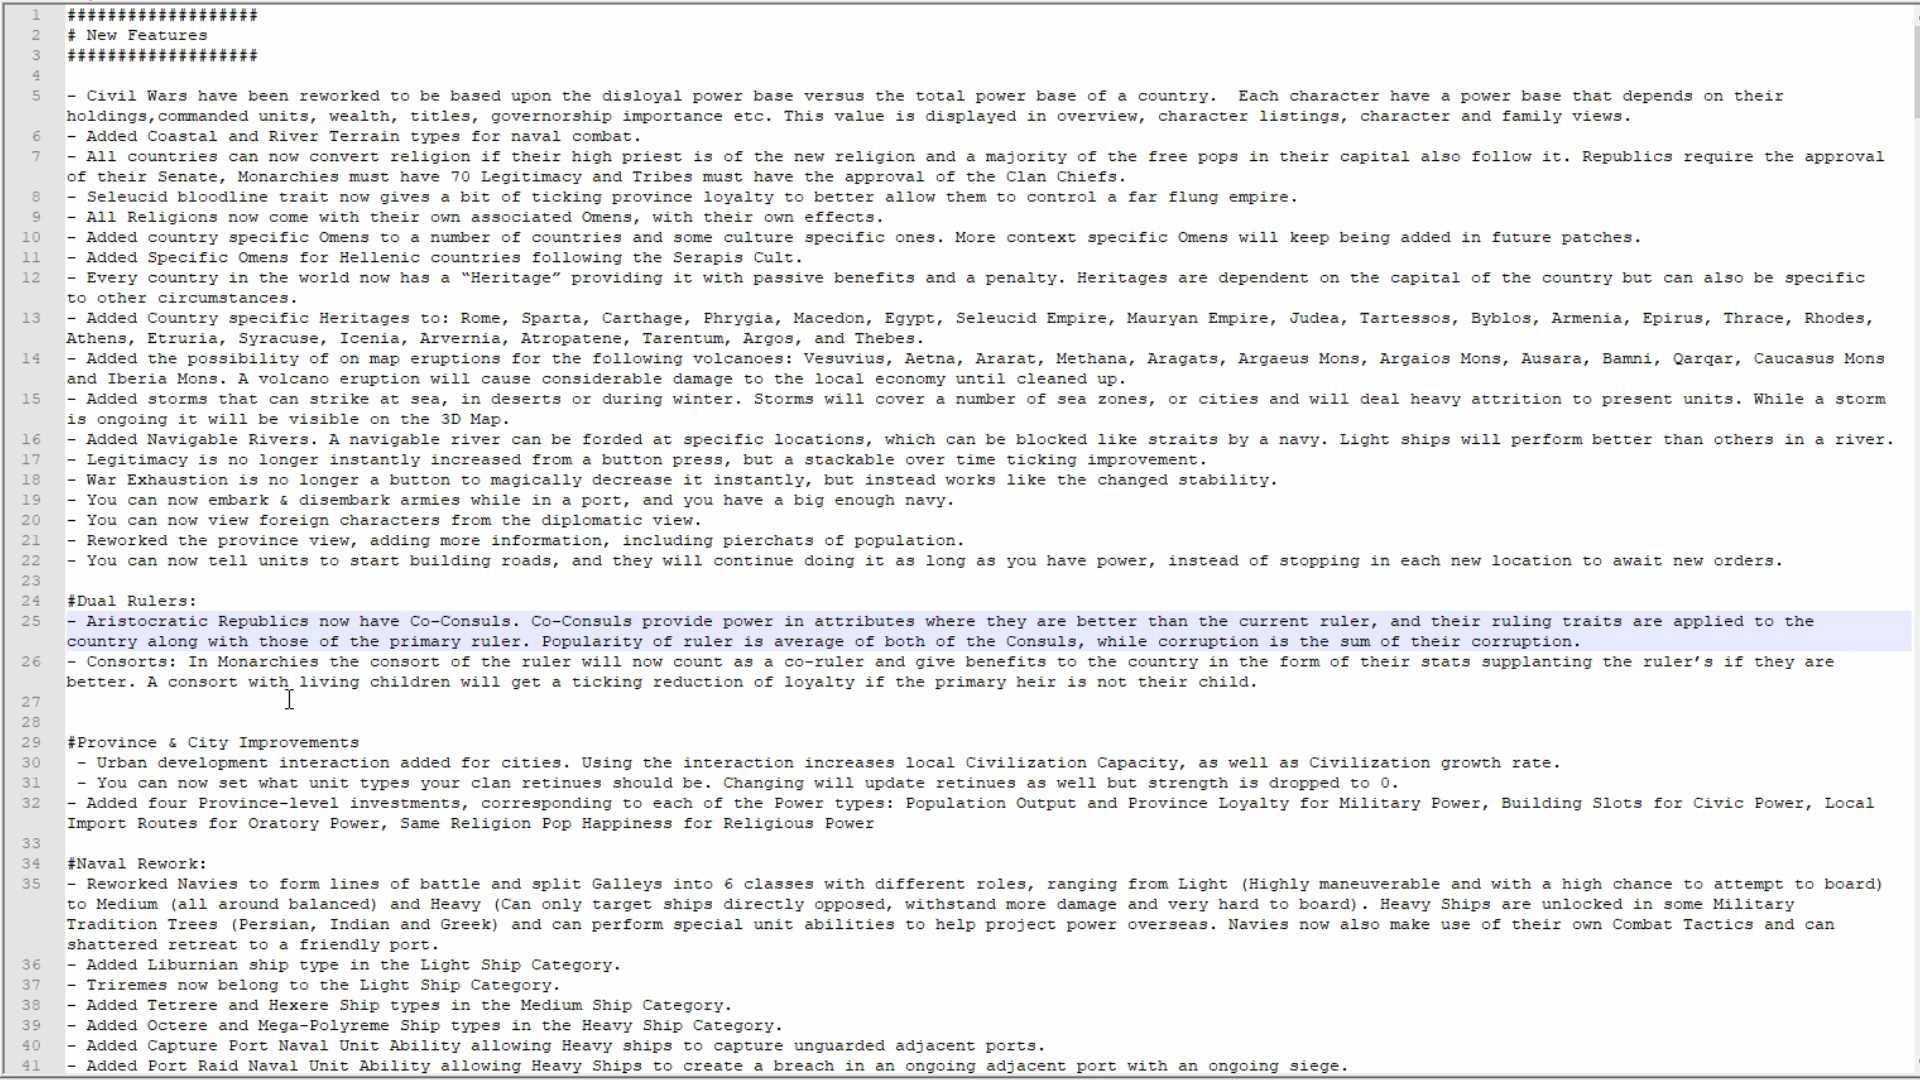 1 ###################
2 # New Features
3 ###################
4
5 - Civil Wars have been reworked to be based upon the disloyal power base versus the total power base of a country.  Each character have a power base that depends on their
holdings,commanded units, wealth, titles, governorship importance etc. This value is displayed in overview, character listings, character and family views.
6 - Added Coastal and River Terrain types for naval combat.
7 - All countries can now convert religion if their high priest is of the new religion and a majority of the free pops in their capital also follow it. Republics require the approval
of their Senate, Monarchies must have 70 Legitimacy and Tribes must have the approval of the Clan Chiefs.
8 - Seleucid bloodline trait now gives a bit of ticking province loyalty to better allow them to control a far flung empire.
9 - All Religions now come with their own associated Omens, with their own effects.
10 - Added country specific Omens to a number of countries and some culture specific ones. More context specific Omens will keep being added in future patches.
11 - Added Specific Omens for Hellenic countries following the Serapis Cult.
12 - Every country in the world now has a “Heritage” providing it with passive benefits and a penalty. Heritages are dependent on the capital of the country but can also be specific
to other circumstances.
13 - Added Country specific Heritages to: Rome, Sparta, Carthage, Phrygia, Macedon, Egypt, Seleucid Empire, Mauryan Empire, Judea, Tartessos, Byblos, Armenia, Epirus, Thrace, Rhodes,
Athens, Etruria, Syracuse, Icenia, Arvernia, Atropatene, Tarentum, Argos, and Thebes.
14 - Added the possibility of on map eruptions for the following volcanoes: Vesuvius, Aetna, Ararat, Methana, Aragats, Argaeus Mons, Argaios Mons, Ausara, Bamni, Qarqar, Caucasus Mons
and Iberia Mons. A volcano eruption will cause considerable damage to the local economy until cleaned up.
15 - Added storms that can strike at sea, in deserts or during winter. Storms will cover a number of sea zones, or cities and will deal heavy attrition to present units. While a storm
is ongoing it will be visible on the 3D Map.
16 - Added Navigable Rivers. A navigable river can be forded at specific locations, which can be blocked like straits by a navy. Light ships will perform better than others in a river.
17 - Legitimacy is no longer instantly increased from a button press, but a stackable over time ticking improvement.
18 - War Exhaustion is no longer a button to magically decrease it instantly, but instead works like the changed stability.
19 - You can now embark & disembark armies while in a port, and you have a big enough navy.
20 - You can now view foreign characters from the diplomatic view.
21 - Reworked the province view, adding more information, including pierchats of population.
22 - You can now tell units to start building roads, and they will continue doing it as long as you have power, instead of stopping in each new location to await new orders.
23
24 #Dual Rulers:
25 - Aristocratic Republics now have Co-Consuls. Co-Consuls provide power in attributes where they are better than the current ruler, and their ruling traits are applied to the
country along with those of the primary ruler. Popularity of ruler is average of both of the Consuls, while corruption is the sum of their corruption.
26 - Consorts: In Monarchies the consort of the ruler will now count as a co-ruler and give benefits to the country in the form of their stats supplanting the ruler’s if they are
better. A consort with living children will get a ticking reduction of loyalty if the primary heir is not their child.
27
28
29 #Province & City Improvements
30  - Urban development interaction added for cities. Using the interaction increases local Civilization Capacity, as well as Civilization growth rate.
31  - You can now set what unit types your clan retinues should be. Changing will update retinues as well but strength is dropped to 0.
32 - Added four Province-level investments, corresponding to each of the Power types: Population Output and Province Loyalty for Military Power, Building Slots for Civic Power, Local
Import Routes for Oratory Power, Same Religion Pop Happiness for Religious Power
33
34 #Naval Rework:
35 - Reworked Navies to form lines of battle and split Galleys into 6 classes with different roles, ranging from Light (Highly maneuverable and with a high chance to attempt to board)
to Medium (all around balanced) and Heavy (Can only target ships directly opposed, withstand more damage and very hard to board). Heavy Ships are unlocked in some Military
Tradition Trees (Persian, Indian and Greek) and can perform special unit abilities to help project power overseas. Navies now also make use of their own Combat Tactics and can
shattered retreat to a friendly port.
36 - Added Liburnian ship type in the Light Ship Category.
37 - Triremes now belong to the Light Ship Category.
38 - Added Tetrere and Hexere Ship types in the Medium Ship Category.
39 - Added Octere and Mega-Polyreme Ship types in the Heavy Ship Category.
40 - Added Capture Port Naval Unit Ability allowing Heavy ships to capture unguarded adjacent ports.
41 - Added Port Raid Naval Unit Ability allowing Heavy Ships to create a breach in an ongoing adjacent port with an ongoing siege.